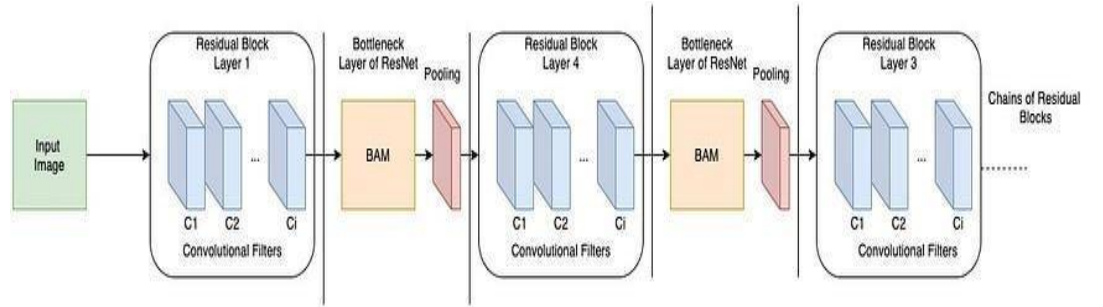 Input
Image
Residual Block
Layer 1
C1
C2
...
Ci
Convolutional Filters
Bottleneck
Layer of ResNet
BAM
Pooling
Residual Block
Layer 4
C1
C2
...
Ci
Convolutional Filters
Bottleneck
Layer of ResNet
BAM
Pooling
Residual Block
Layer 3
C1
C2
...
Ci
Convolutional Filters
Chains of Residual
Blocks